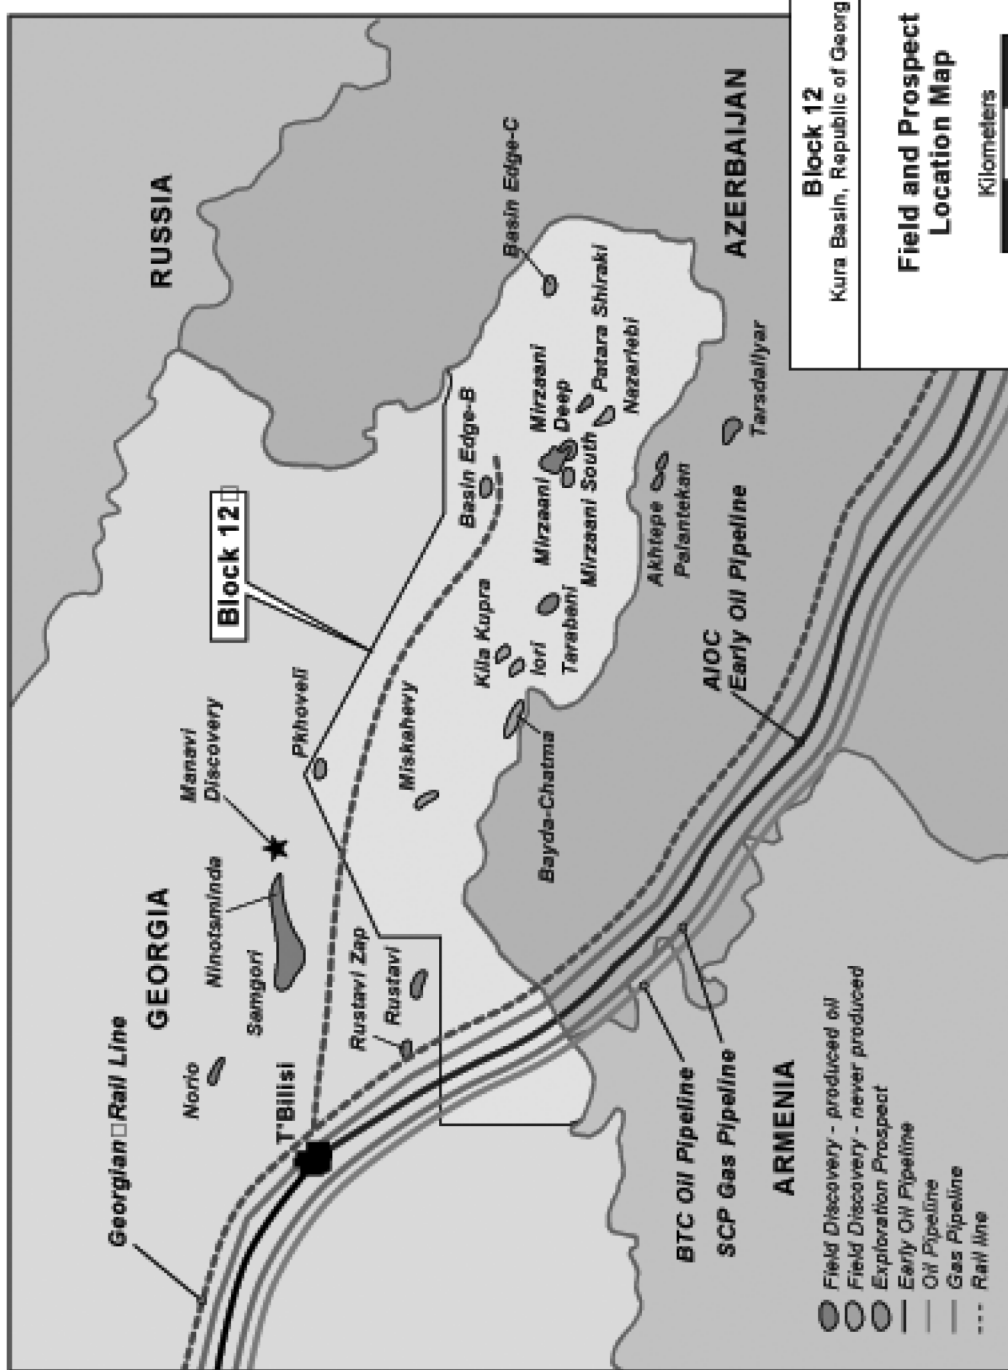 Georgian□Rail Line
Norio
GEORGIA
Ninotsminda
Samgori
Manavi
Discovery
Block 12□
RUSSIA
T'Bilisi
Rustavi Zap
Rustavi
Pkhoveli
Miskahevy
Basin Edge-B
Basin Edge-C
Kila Kupra
Iori
Taribani
Mirzaani
Mirzaani
Deep
Mirzaani South
Patara Shiraki
Nazarlebi
Bayda-Chatma
Akhtepe
Palantekan
Tarsdallyar
AZERBAIJAN
AIOC
Early Oil Pipeline
BTC Oil Pipeline
SCP Gas Pipeline
ARMENIA
Field Discovery - produced oil
Field Discovery - never produced
Exploration Prospect
Early Oil Pipeline
Oil Pipeline
Gas Pipeline
Rail line
Block 12
Kura Basin, Republic of Georg
Field and Prospect
Location Map
Kilometers